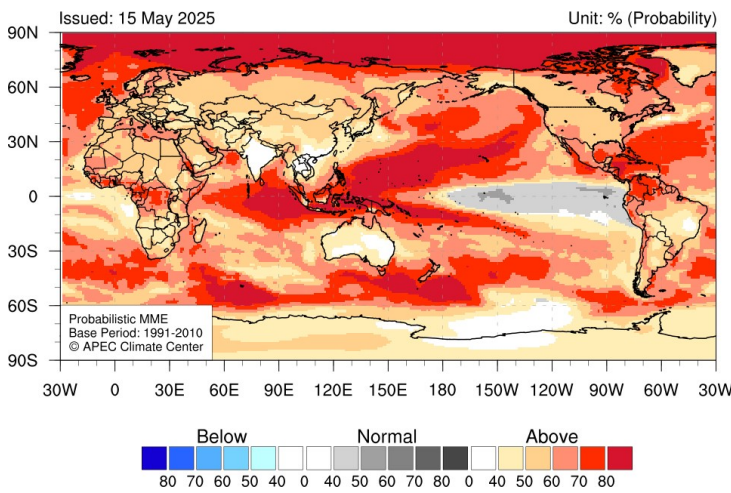 Issued: 15 May 2025 Unit: % (Probability)
90N
60N
30N
0
30S
60S
90S
Probabilistic MME
Base Period: 1991-2010
© APEC Climate Center
30W 0 30E 60E 90E 120E 150E 180 150W 120W 90W 60W 30W
Below Normal Above
80 70 60 50 40 0 40 50 60 70 80 0 40 50 60 70 80